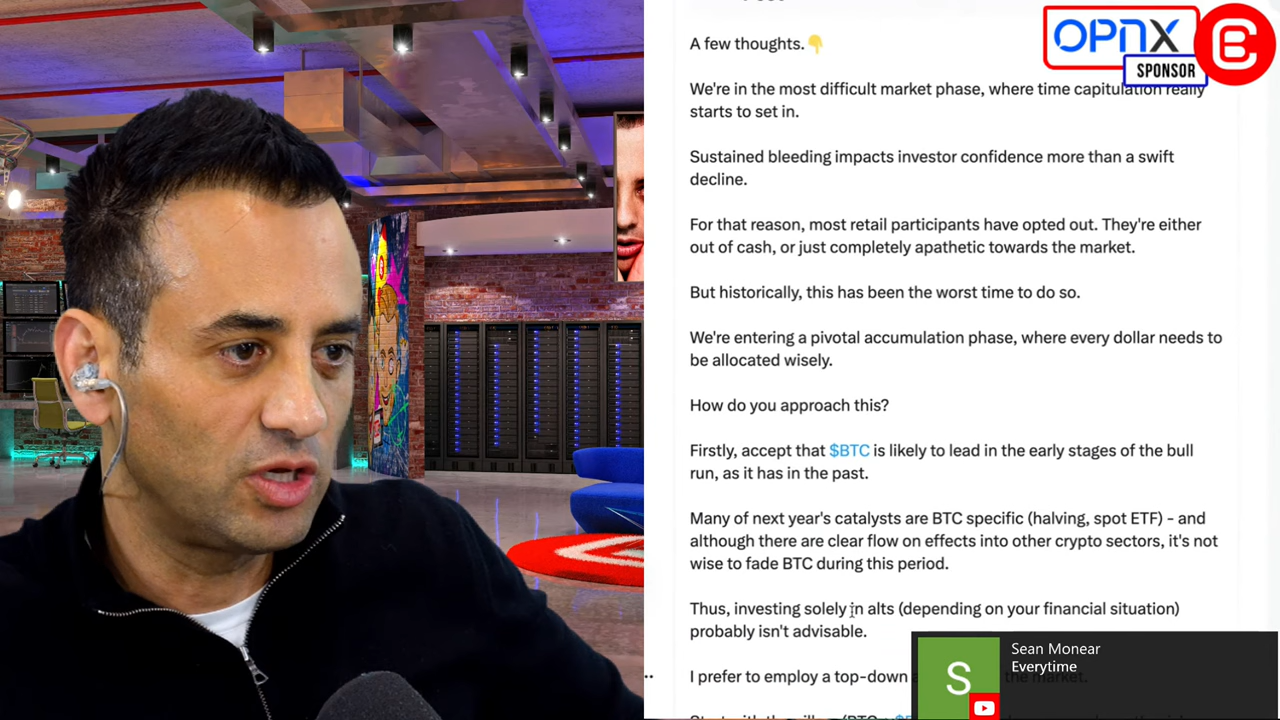 A few thoughts.👇
We're in the most difficult market phase, where time capitulation really
starts to set in.
Sustained bleeding impacts investor confidence more than a swift
decline.
For that reason, most retail participants have opted out. They're either
out of cash, or just completely apathetic towards the market.
But historically, this has been the worst time to do so.
We're entering a pivotal accumulation phase, where every dollar needs to
be allocated wisely.
How do you approach this?
Firstly, accept that $BTC is likely to lead in the early stages of the bull
run, as it has in the past.
Many of next year's catalysts are BTC specific (halving, spot ETF) - and
although there are clear flow on effects into other crypto sectors, it's not
wise to fade BTC during this period.
Thus, investing solely in alts (depending on your financial situation)
probably isn't advisable.
I prefer to employ a top-down the market.
OPNX
SPONSOR
S
Sean Monear
Everytime